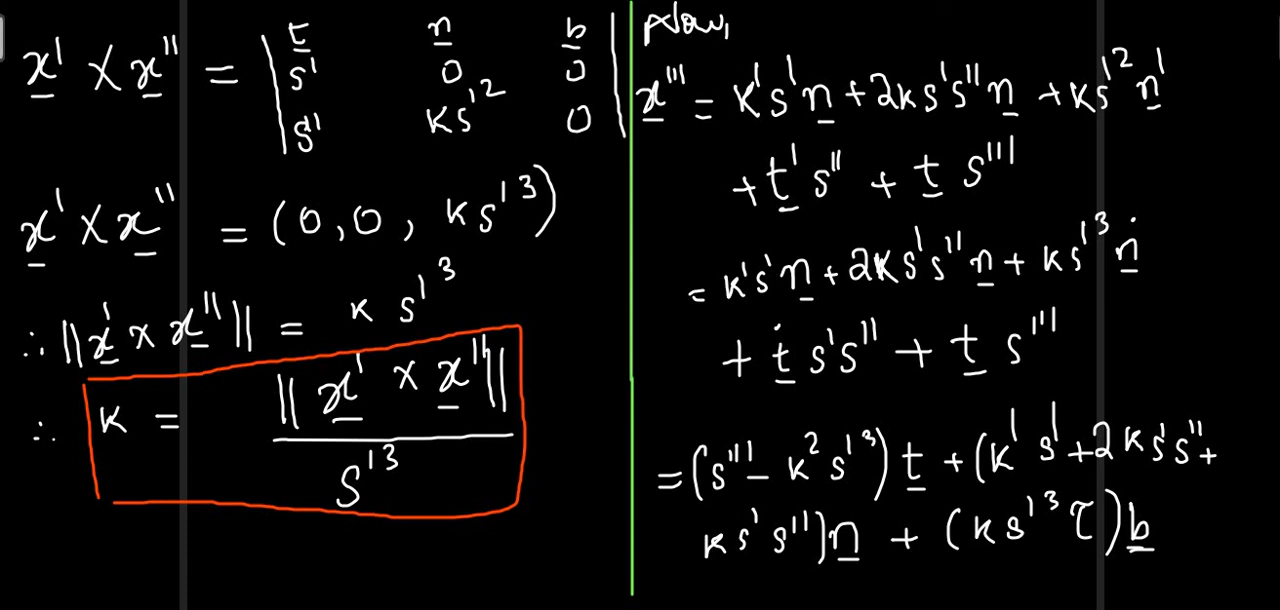 x' × x'' = | t n b
s' 0 0
s' κs'² 0 |
x' × x'' = (0, 0, κs'³)
∴ ||x' × x''|| = κ s'³
∴ κ = ||x' × x''|| / s'³
Now,
x''' = κ's'n + 2κs's''n + κs'²n'
+ t's'' + t s'''
= κ's'n + 2κs's''n + κs'³ṅ
+ ṫ s's'' + t s'''
= (s''' - κ²s'³)t + (κ's' + 2κs's'' +
κs's'')n + (κs'³τ)b